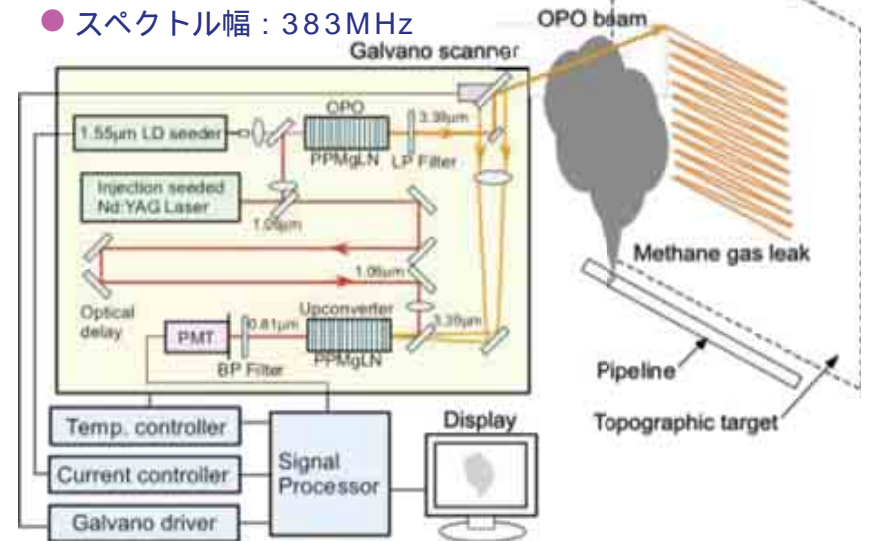 ● スペクトル幅：383MHz
Galvano scanner
OPO beam
OPO
3.39μm
1.55μm LD seeder
PPMgLN
LP Filter
Injection seeded
Nd:YAG Laser
1.06μm
Methane gas leak
1.06μm
Optical
delay
Upconverter
3.39μm
PMT
0.81μm
BP Filter
PPMgLN
Pipeline
Topographic target
Temp. controller
Current controller
Galvano driver
Signal
Processor
Display